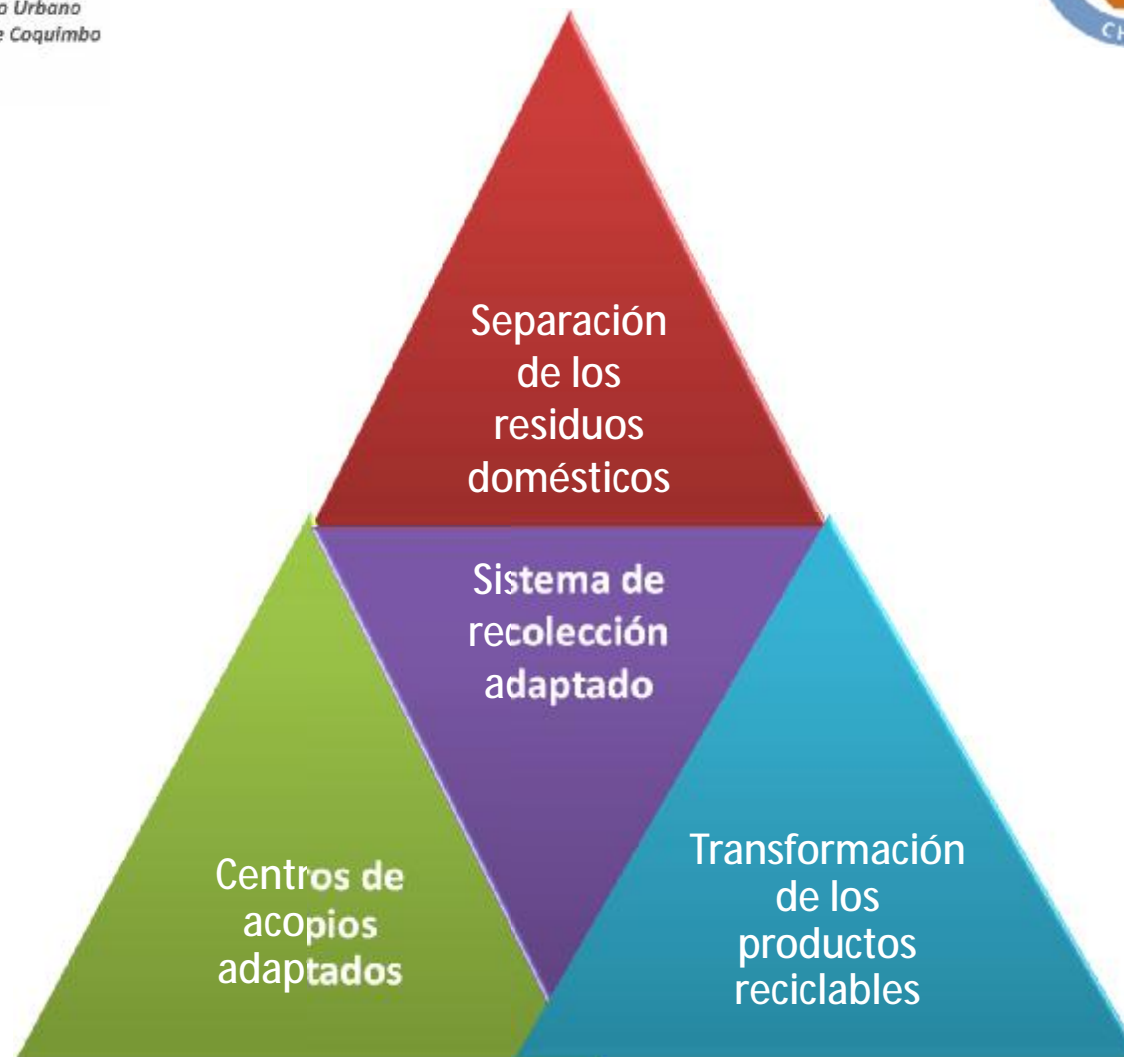 o Urbano
e Coquimbo
CH
Separación
de los
residuos
domésticos
Sistema de
recolección
adaptado
Centros de
acopios
adaptados
Transformación
de los
productos
reciclables